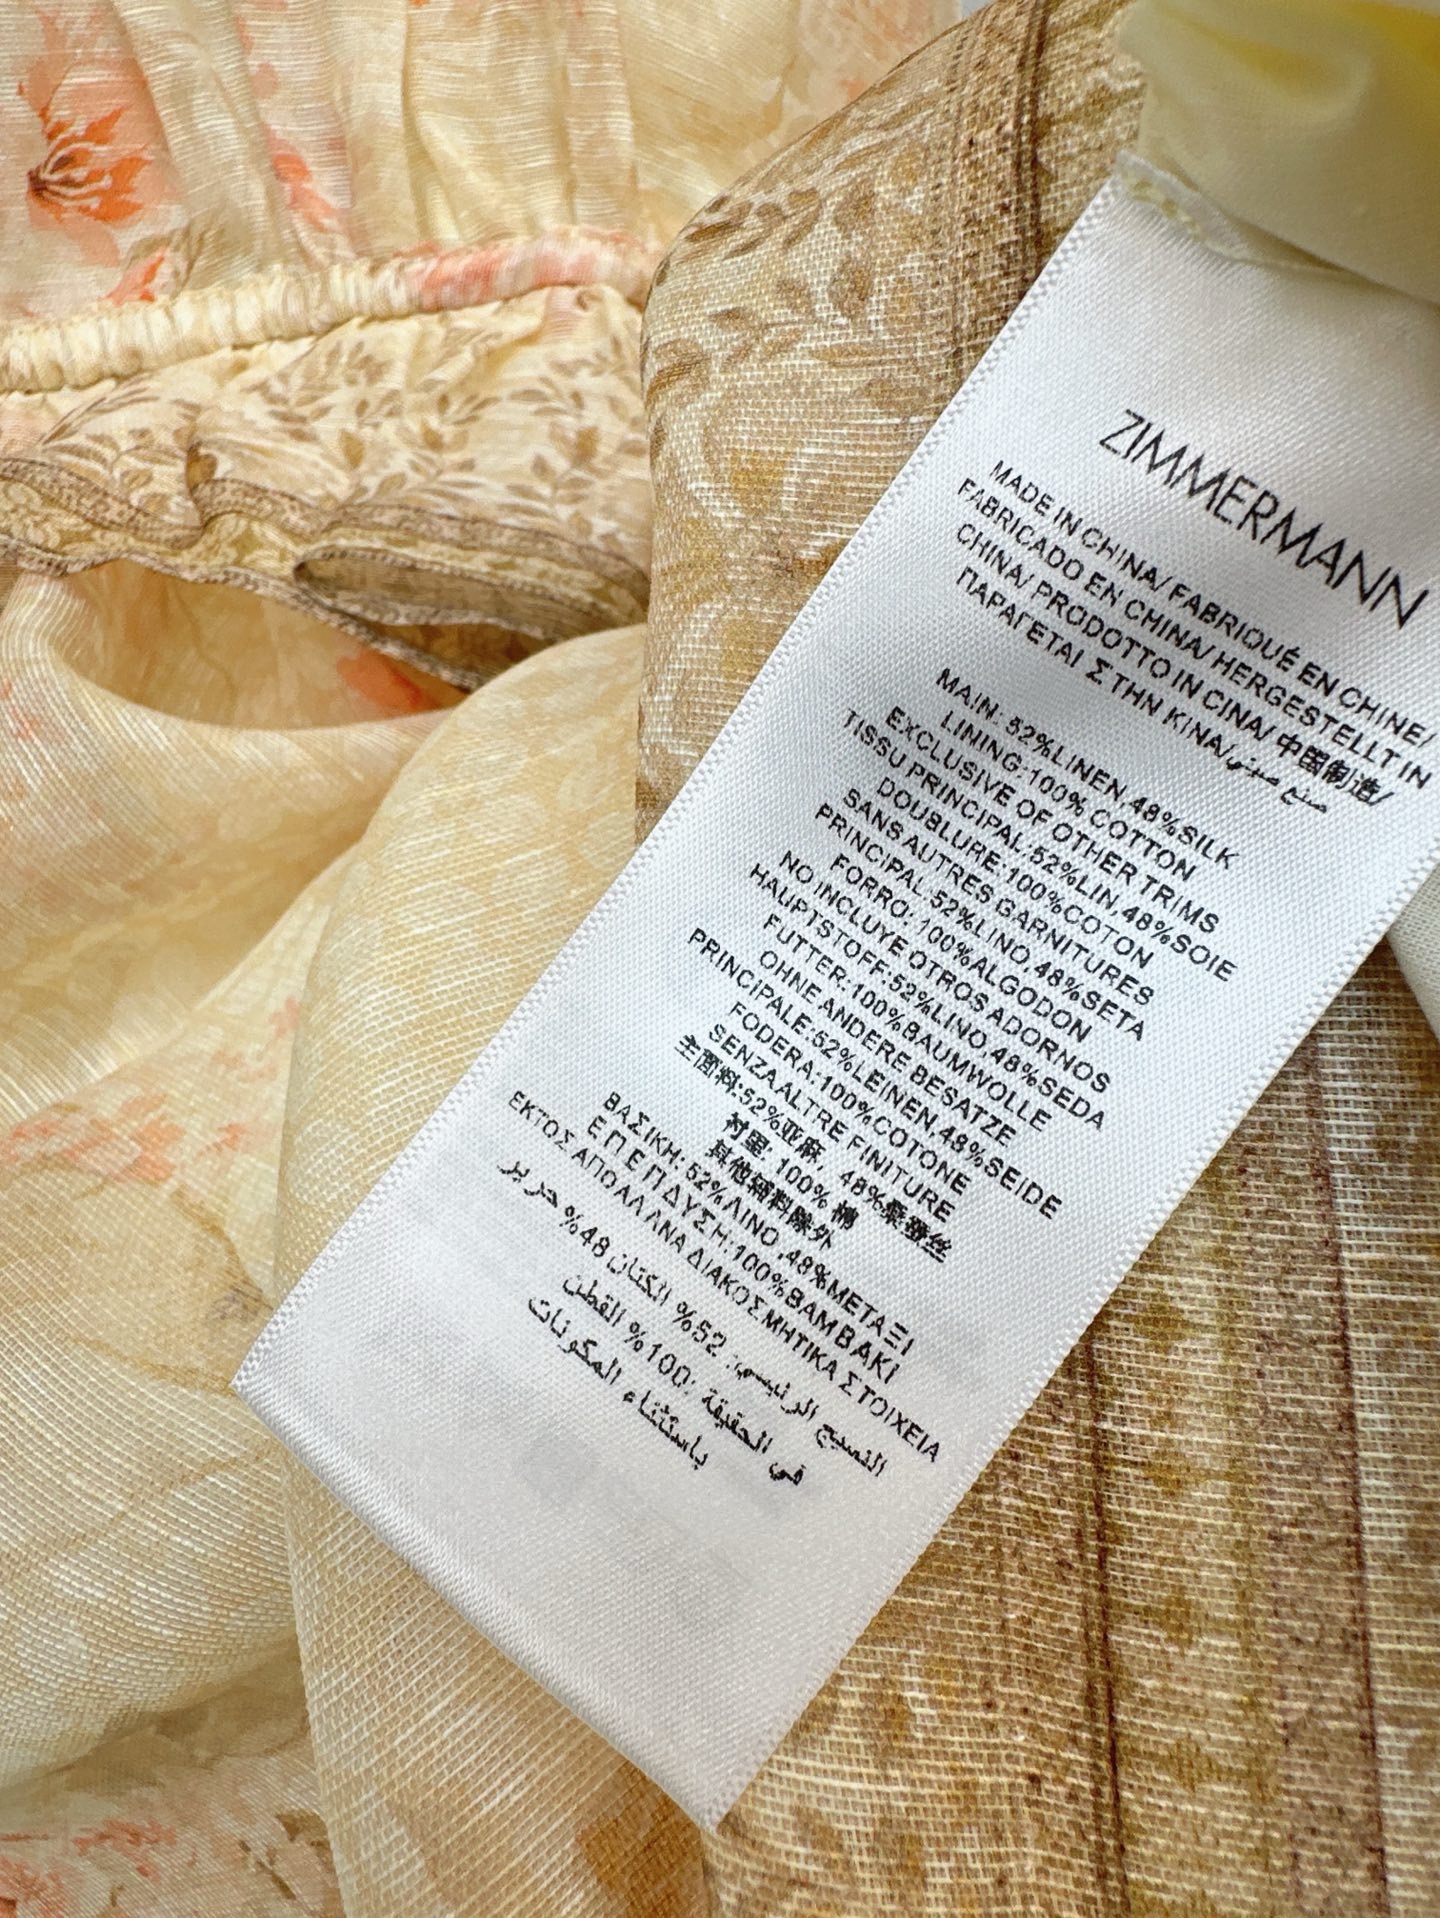 ZIMMERMANN
MADE IN CHINA/ FABRIQUÉ EN CHINE/
FABRICADO EN CHINA/ HERGESTELLT IN
CHINA/ PRODOTTO IN CINA/ 中国制造/
ΠΑΡΑΓΕΤΑΙ ΣΤΗΝ ΚΙΝΑ/ صنع صيني
MAIN: 52%LINEN,48%SILK
LINING:100% COTTON
EXCLUSIVE OF OTHER TRIMS
TISSU PRINCIPAL:52%LIN,48%SOIE
DOUBLURE:100%COTON
SANS AUTRES GARNITURES
PRINCIPAL:52%LINO,48%SETA
FORRO: 100%ALGODON
NO INCLUYE OTROS ADORNOS
HAUPTSTOFF:52%LINO,48%SEDA
FUTTER:100%BAUMWOLLE
OHNE ANDERE BESATZE
PRINCIPALE:52%LEINEN,48%SEIDE
FODERA:100%COTONE
SENZA ALTRE FINITURE
主面料:52%亚麻, 48%桑蚕丝
衬里: 100% 棉
其他辅料除外
ΒΑΣΙΚΗ: 52%ΛΙΝΟ ,48%ΜΕΤΑΞΙ
ΕΠΕΝΔΥΣΗ:100%ΒΑΜΒΑΚΙ
ΕΚΤΟΣ ΑΠΟ ΑΛΛΑ ΔΙΑΚΟΣΜΗΤΙΚΑ ΣΤΟΙΧΕΙΑ
النسيج الرئيسي: 52% الكتان 48% حرير
في الحقيقة :100% القطن
باستثناء المكونات